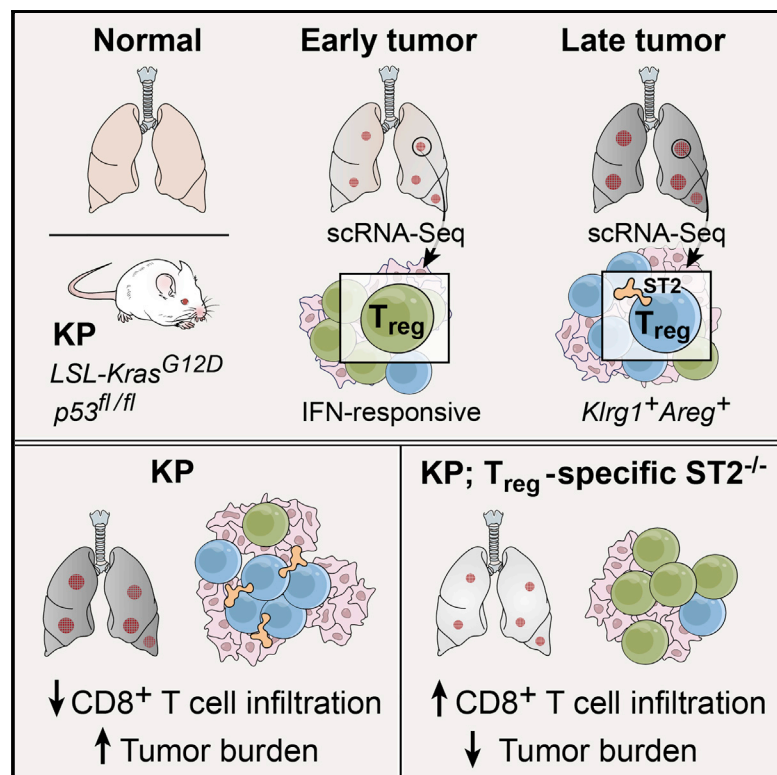 Normal
Early tumor
Late tumor
scRNA-Seq
scRNA-Seq
KP
LSL-Kras^G12D
p53^fl/fl
T_reg
IFN-responsive
ST2
T_reg
Klrg1^+Areg^+
KP
↓ CD8^+ T cell infiltration
↑ Tumor burden
KP; T_reg-specific ST2^-/-
↑ CD8^+ T cell infiltration
↓ Tumor burden